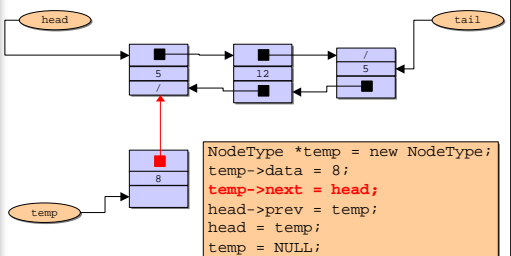 head
tail
/
5
12
5
/
8
temp
NodeType *temp = new NodeType;
temp->data = 8;
temp->next = head;
head->prev = temp;
head = temp;
temp = NULL;